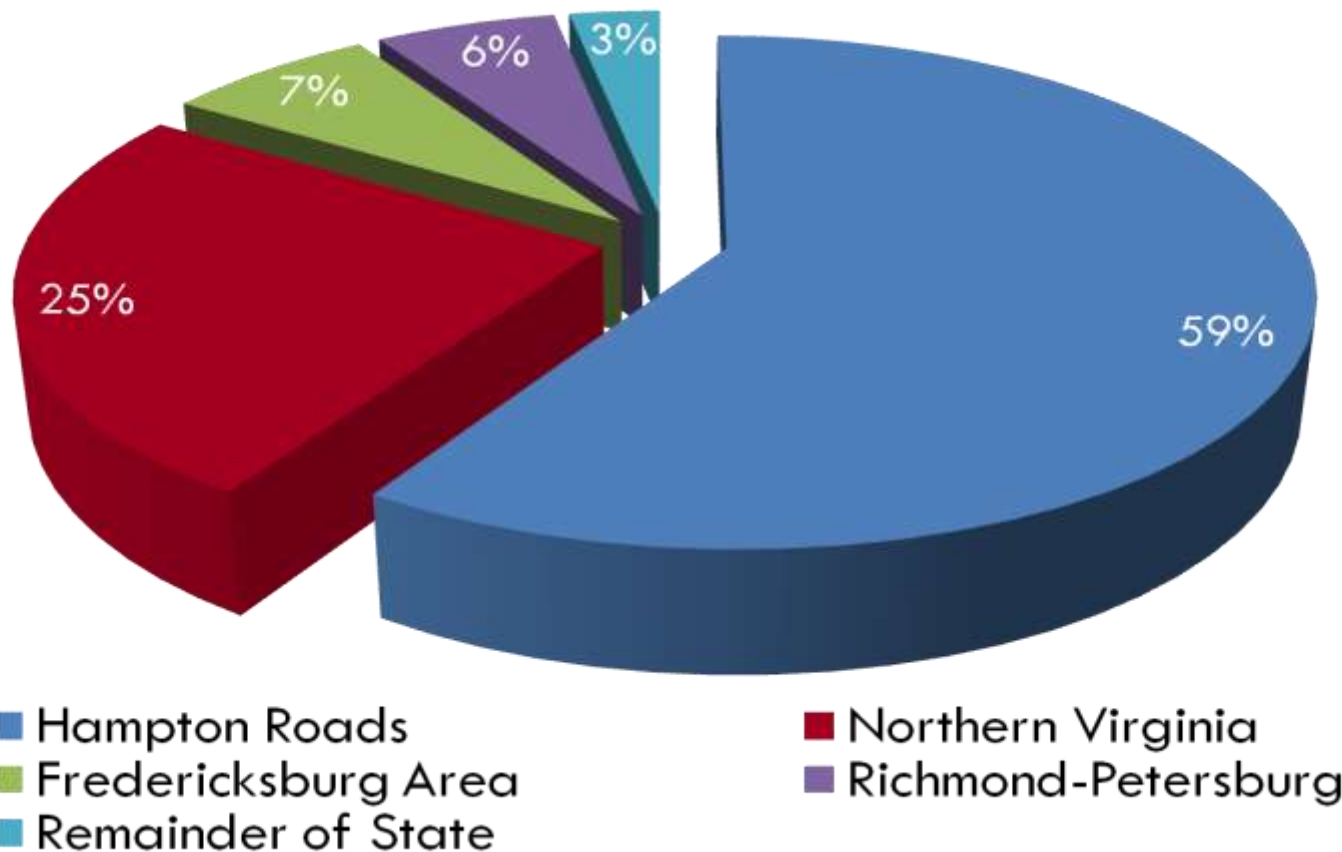 3%
6%
7%
25%
59%
Hampton Roads
Northern Virginia
Fredericksburg Area
Richmond-Petersburg
Remainder of State